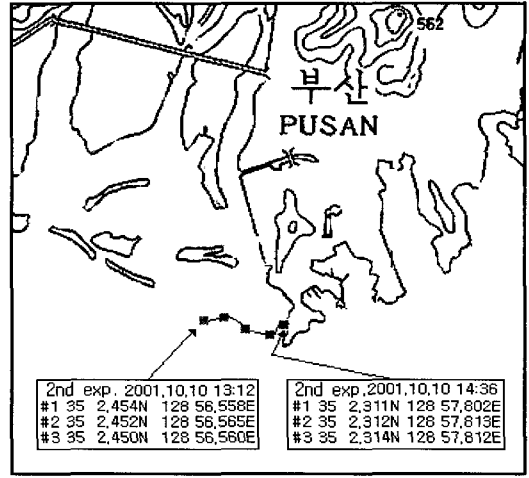 562
부산
PUSAN
2nd exp. 2001,10,10 13:12
#1 35 2,454N 128 56,558E
#2 35 2,452N 128 56,565E
#3 35 2,450N 128 56,560E
2nd exp,2001,10,10 14:36
#1 35 2,311N 128 57,802E
#2 35 2,312N 128 57,813E
#3 35 2,314N 128 57,812E